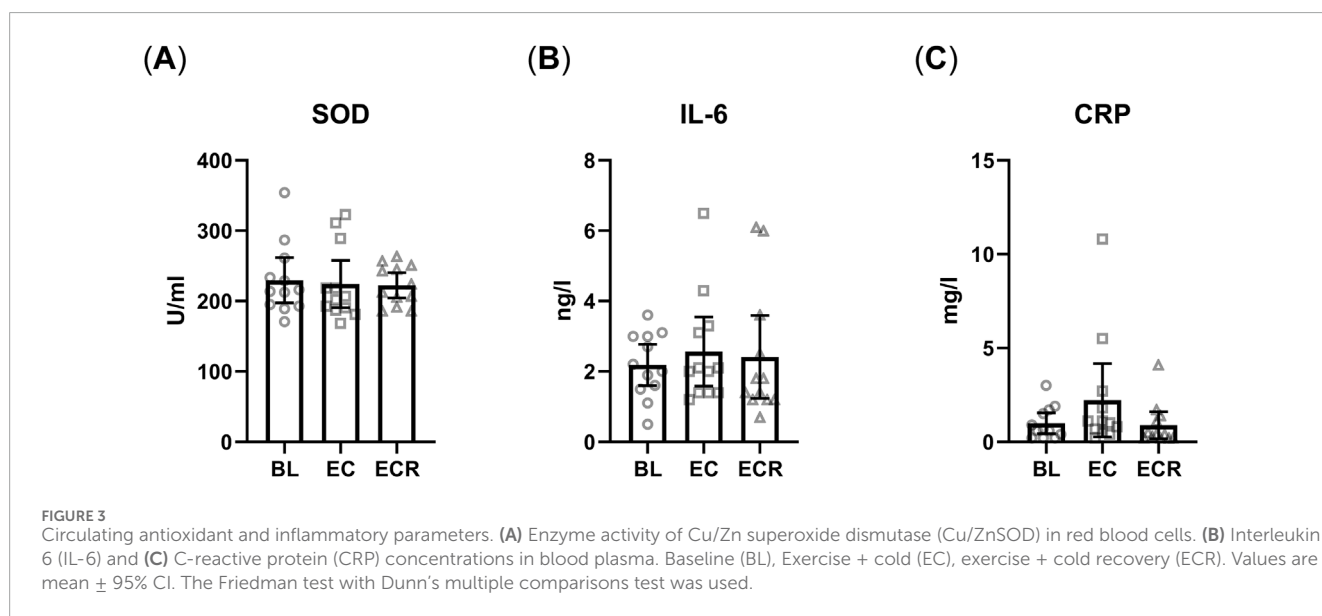 (A)
SOD
U/ml
400
300
200
100
0
BL EC ECR
(B)
IL-6
ng/l
8
6
4
2
0
BL EC ECR
(C)
CRP
mg/l
15
10
5
0
BL EC ECR
FIGURE 3
Circulating antioxidant and inflammatory parameters. (A) Enzyme activity of Cu/Zn superoxide dismutase (Cu/ZnSOD) in red blood cells. (B) Interleukin
6 (IL-6) and (C) C-reactive protein (CRP) concentrations in blood plasma. Baseline (BL), Exercise + cold (EC), exercise + cold recovery (ECR). Values are
mean ± 95% CI. The Friedman test with Dunn’s multiple comparisons test was used.